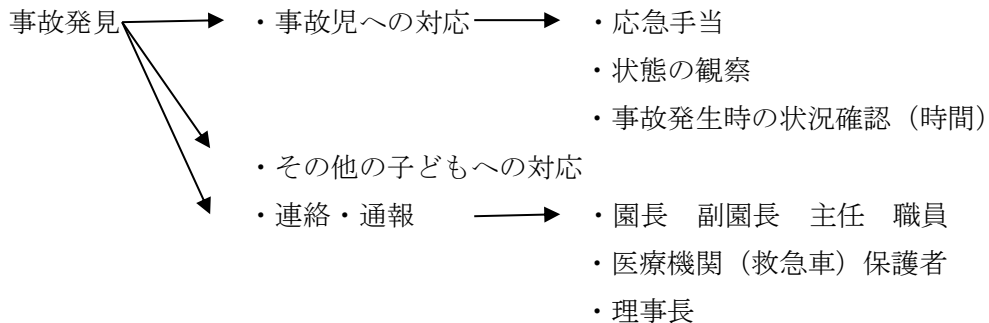 事故発見
・事故児への対応
・応急手当
・状態の観察
・事故発生時の状況確認（時間）
・その他の子どもへの対応
・連絡・通報
・園長　副園長　主任　職員
・医療機関（救急車）保護者
・理事長